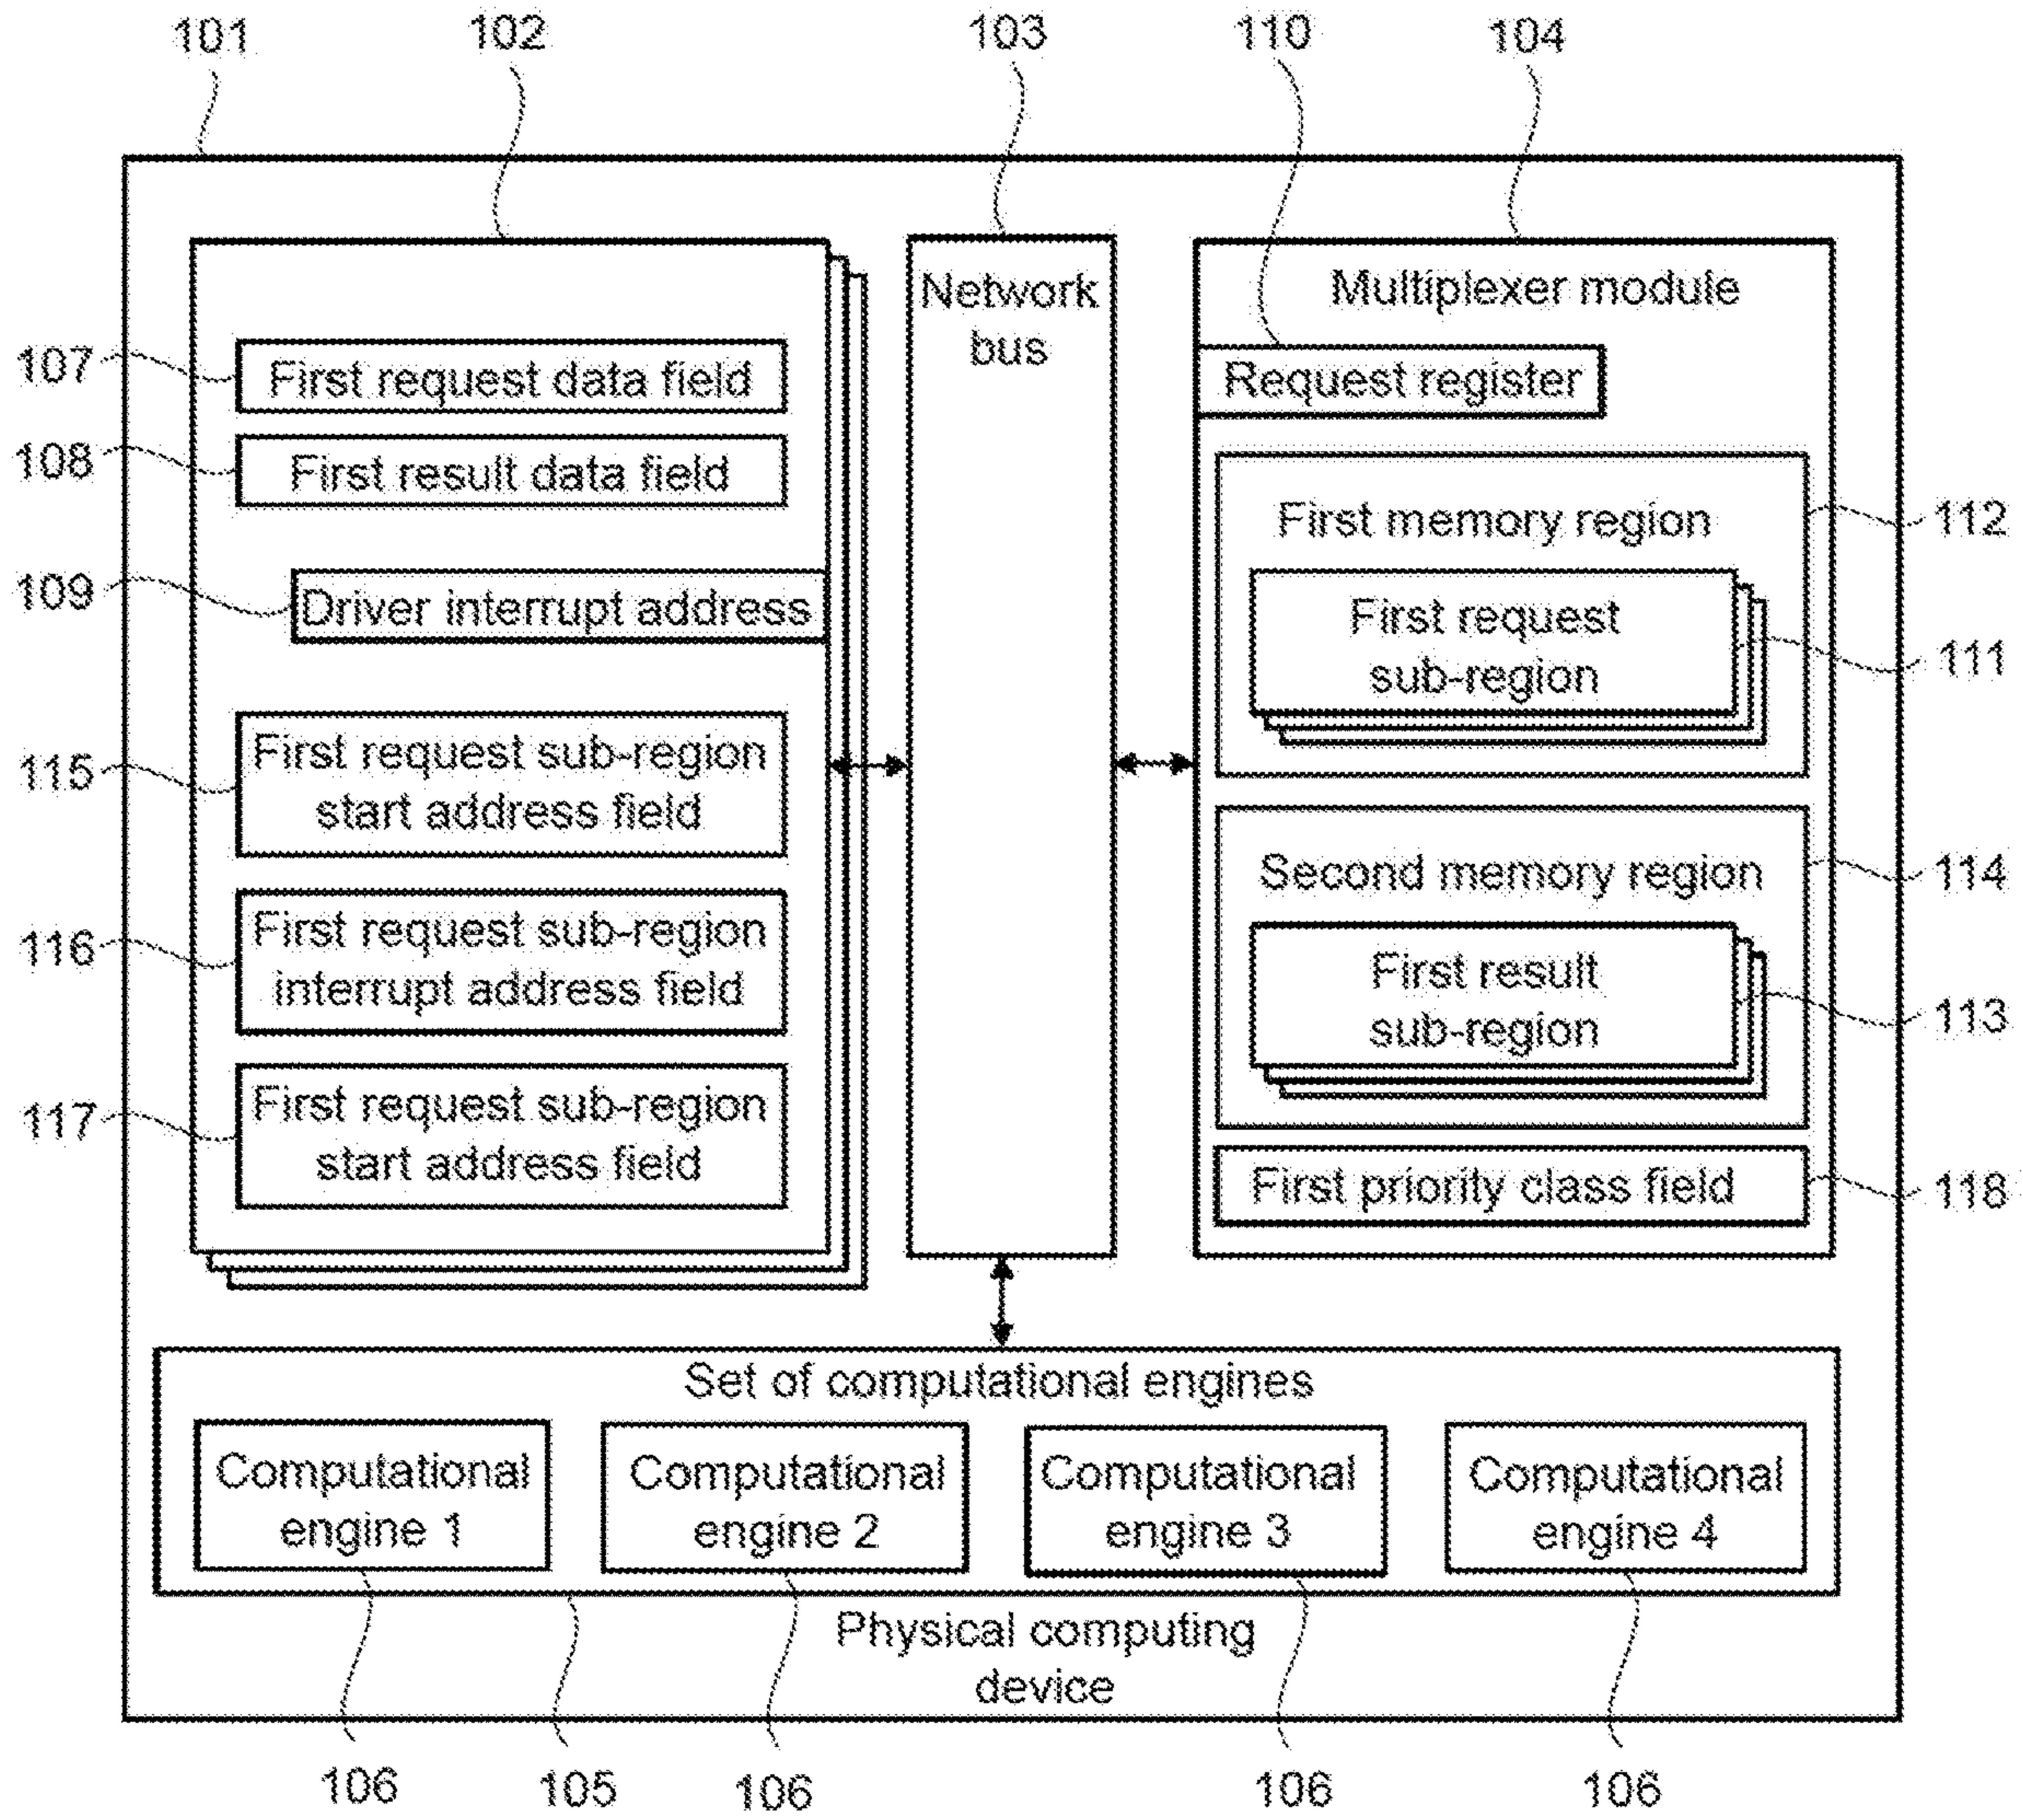 101
102
103
110
104
Network
bus
Multiplexer module
107
First request data field
Request register
108
First result data field
First memory region
112
109
Driver interrupt address
First request
sub-region
111
115
First request sub-region
start address field
Second memory region
114
116
First request sub-region
interrupt address field
First result
sub-region
113
117
First request sub-region
start address field
First priority class field
118
Set of computational engines
Computational
engine 1
Computational
engine 2
Computational
engine 3
Computational
engine 4
Physical computing
device
106
105
106
106
106